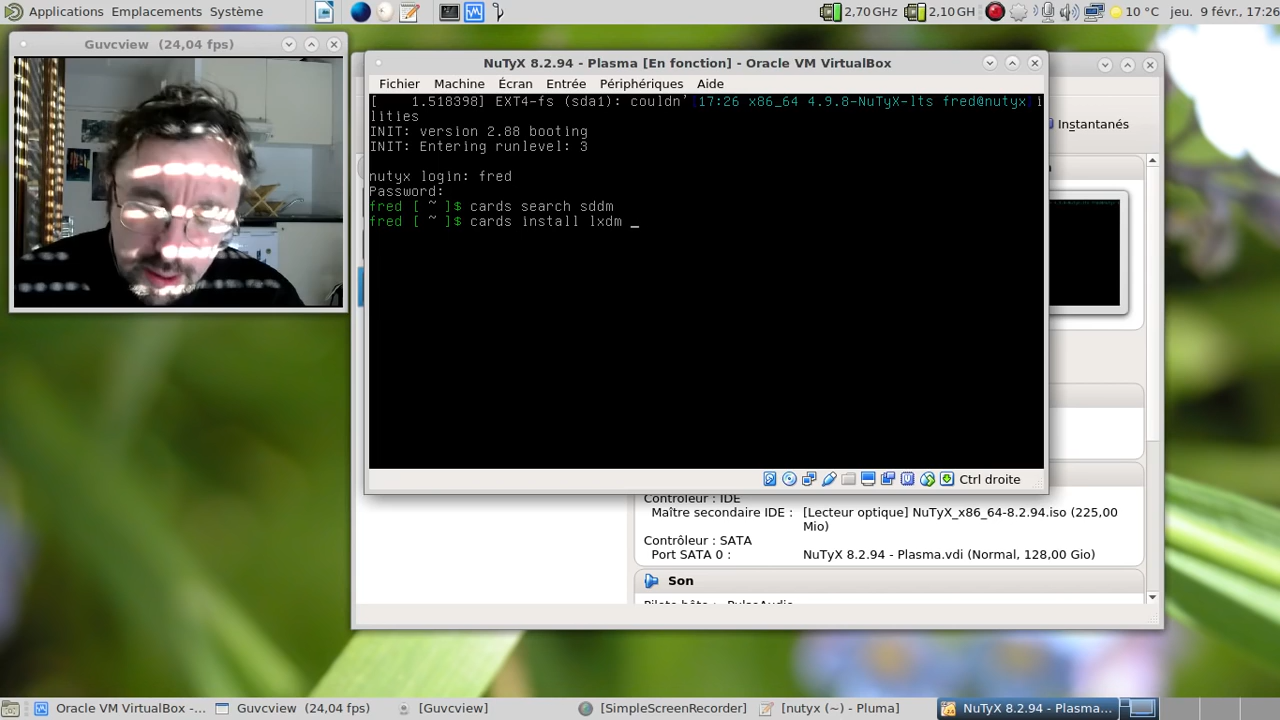 Applications Emplacements Système
2,70 GHz 2,10 GH 10 °C jeu. 9 févr., 17:26
Guvcview (24,04 fps)
NuTyX 8.2.94 - Plasma [En fonction] - Oracle VM VirtualBox
Fichier Machine Écran Entrée Périphériques Aide
[ 1.518398] EXT4-fs (sda1): couldn' [17:26 x86_64 4.9.8-NuTyX-lts fred@nutyx]
lities
INIT: version 2.88 booting
INIT: Entering runlevel: 3
nutyx login: fred
Password:
fred [ ~ ]$ cards search sddm
fred [ ~ ]$ cards install lxdm _
Instantanés
Ctrl droite
Contrôleur : IDE
Maître secondaire IDE : [Lecteur optique] NuTyX_x86_64-8.2.94.iso (225,00
Mio)
Contrôleur : SATA
Port SATA 0 : NuTyX 8.2.94 - Plasma.vdi (Normal, 128,00 Gio)
Son
Oracle VM VirtualBox -... Guvcview (24,04 fps) [Guvcview] [SimpleScreenRecorder] [nutyx (~) - Pluma] NuTyX 8.2.94 - Plasma...